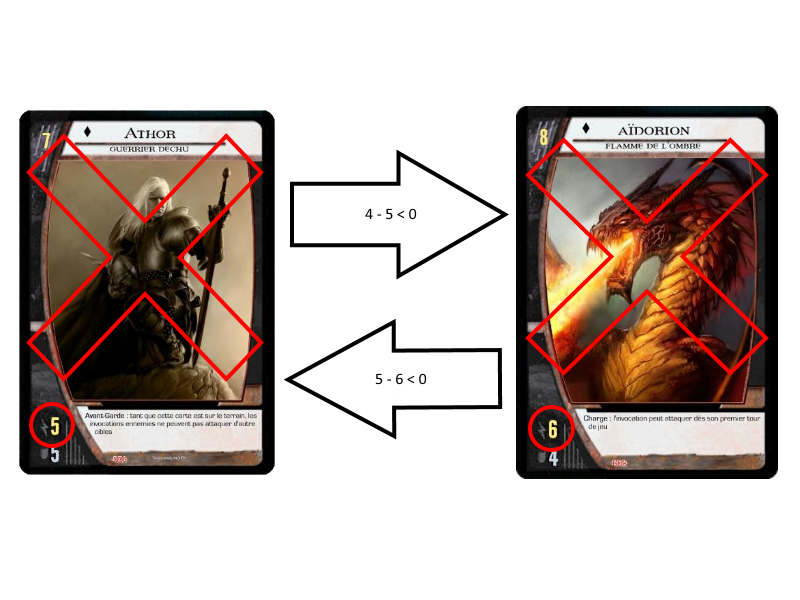 7
ATHOR
GUERRIER DECHU
Avant-Garde : tant que cette carte est sur le terrain, les
invocations ennemies ne peuvent pas attaquer d'autre
cibles
5
5
4 - 5 < 0
5 - 6 < 0
8
AÏDORION
FLAMME DE L'OMBRE
Charge : l'invocation peut attaquer dès son premier tour
de jeu
6
4